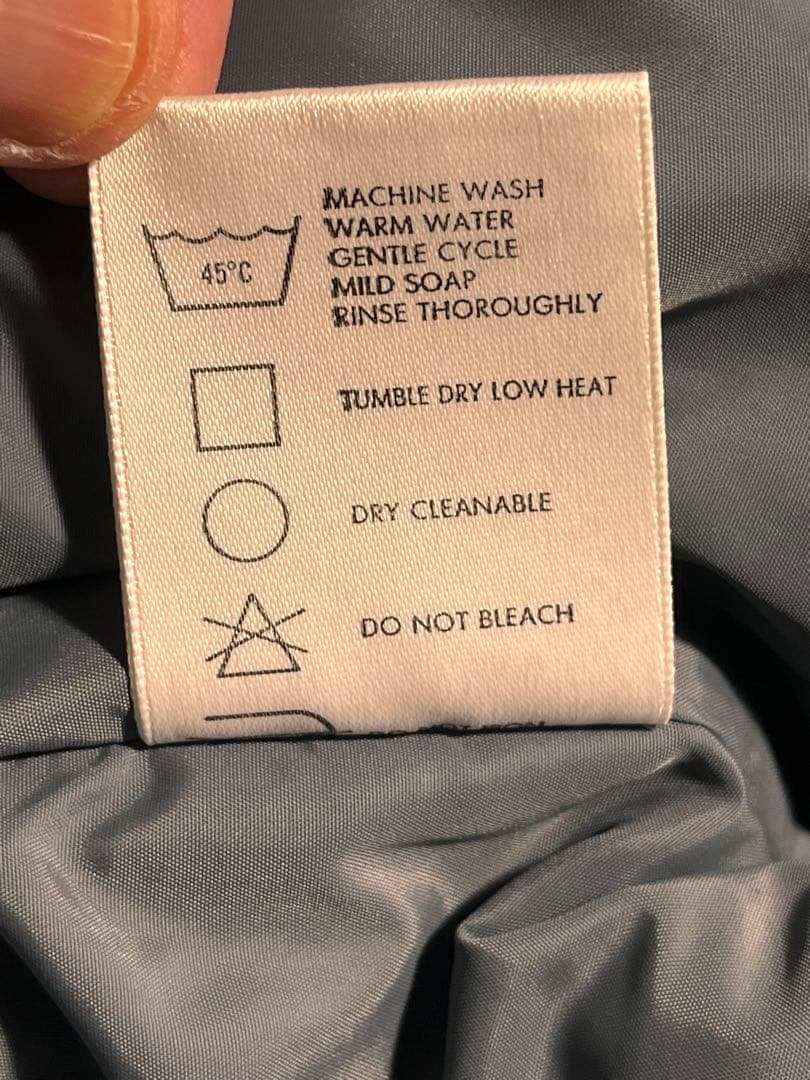 MACHINE WASH
WARM WATER
GENTLE CYCLE
MILD SOAP
RINSE THOROUGHLY
45°C
TUMBLE DRY LOW HEAT
DRY CLEANABLE
DO NOT BLEACH